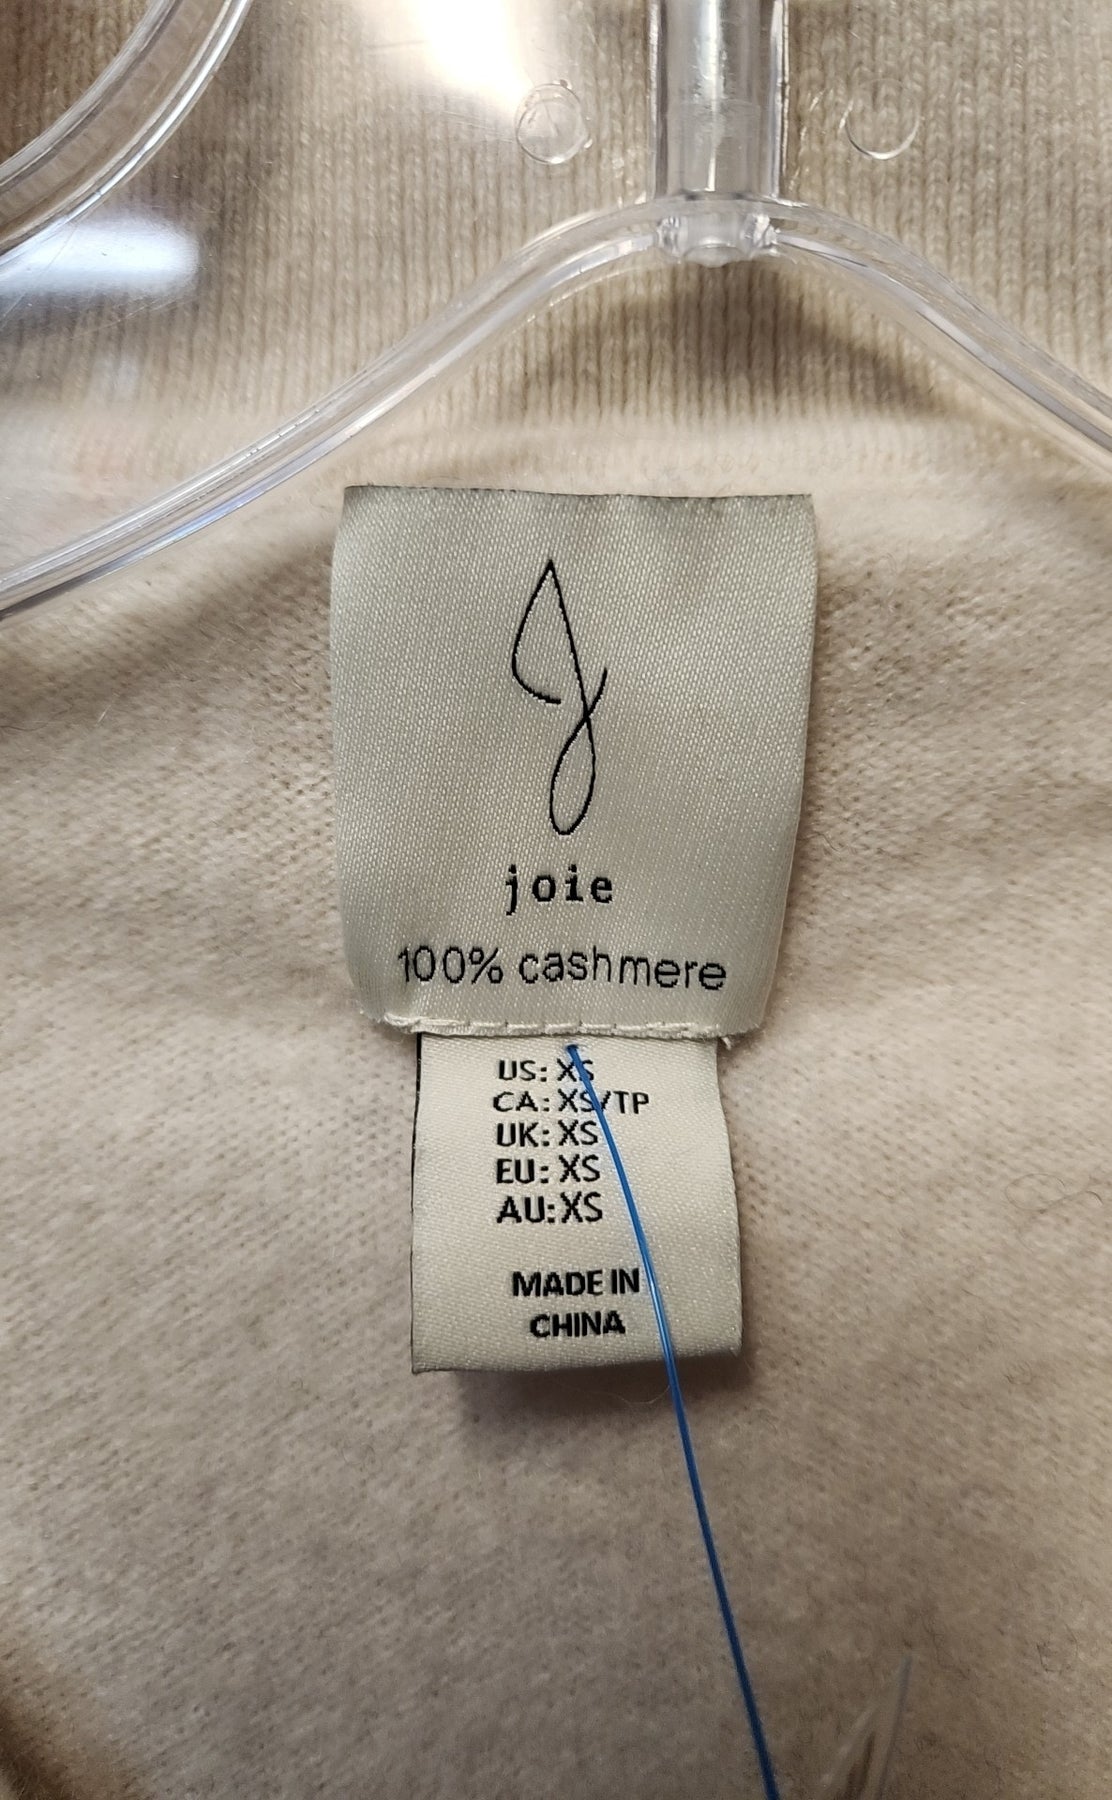 joie
100% cashmere
US: XS
CA: XS/TP
UK: XS
EU: XS
AU: XS
MADE IN
CHINA